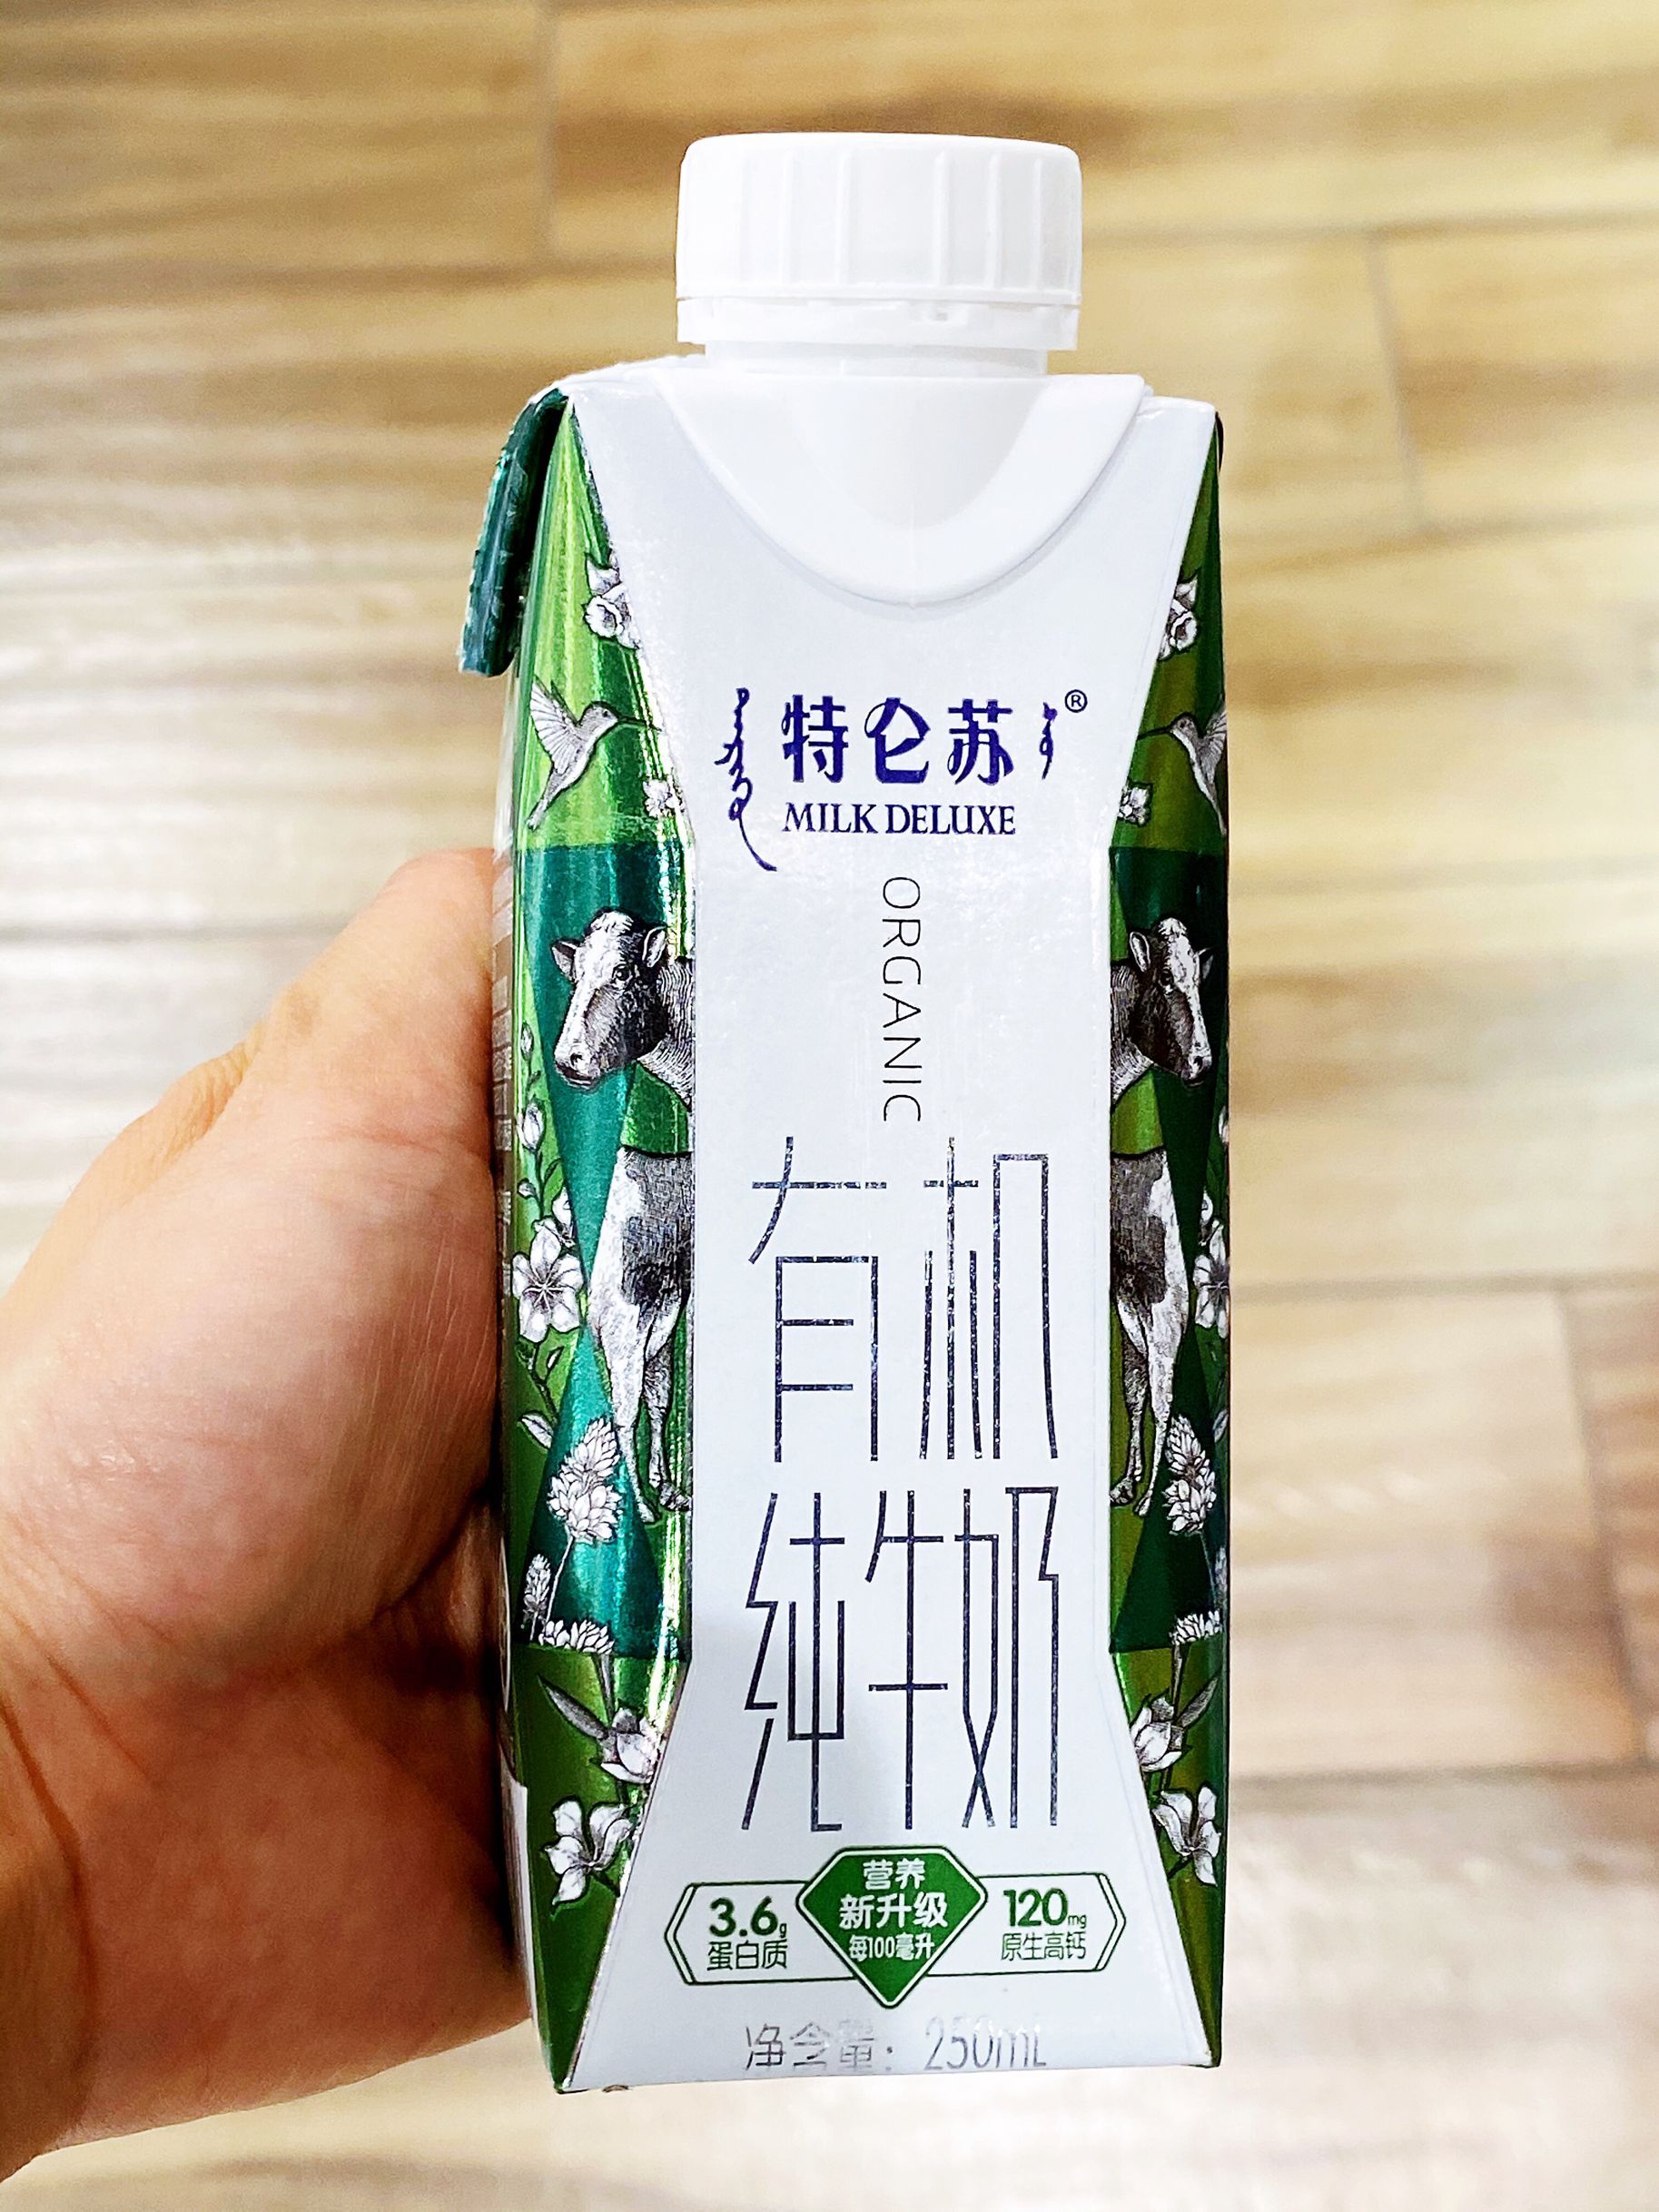 特仑苏®
MILK DELUXE
ORGANIC
有机
纯牛奶
营养
新升级
每100毫升
3.6g
蛋白质
120mg
原生高钙
净含量：250mL